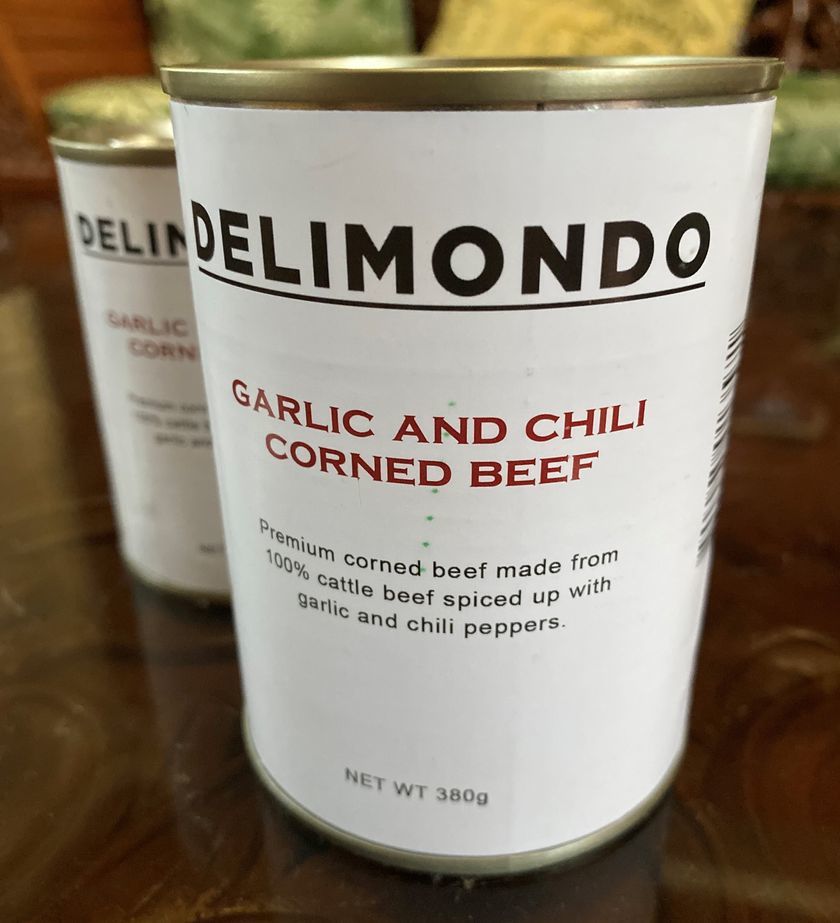 DELIMONDO
GARLIC AND CHILI
CORNED BEEF
Premium corned beef made from
100% cattle beef spiced up with
garlic and chili peppers.
NET WT 380g
DELIM
GARLIC
CORN